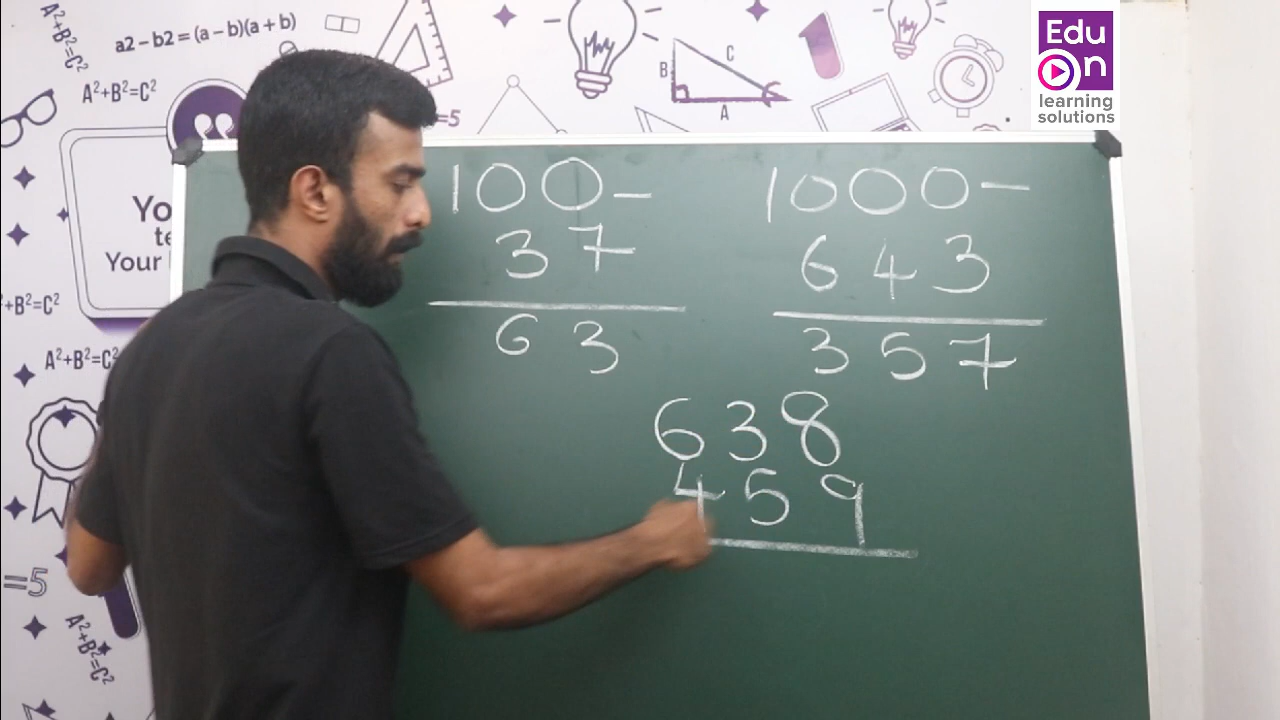 A²+B²=C²
a2 – b2 = (a – b)(a + b)
A²+B²=C²
=5
B
C
A
Edu
On
learning
solutions
Yo
te
Your
+B²=C²
A²+B²=C²
=5
A²+B²=C²
100 –
37
63
1000 –
643
357
638
459